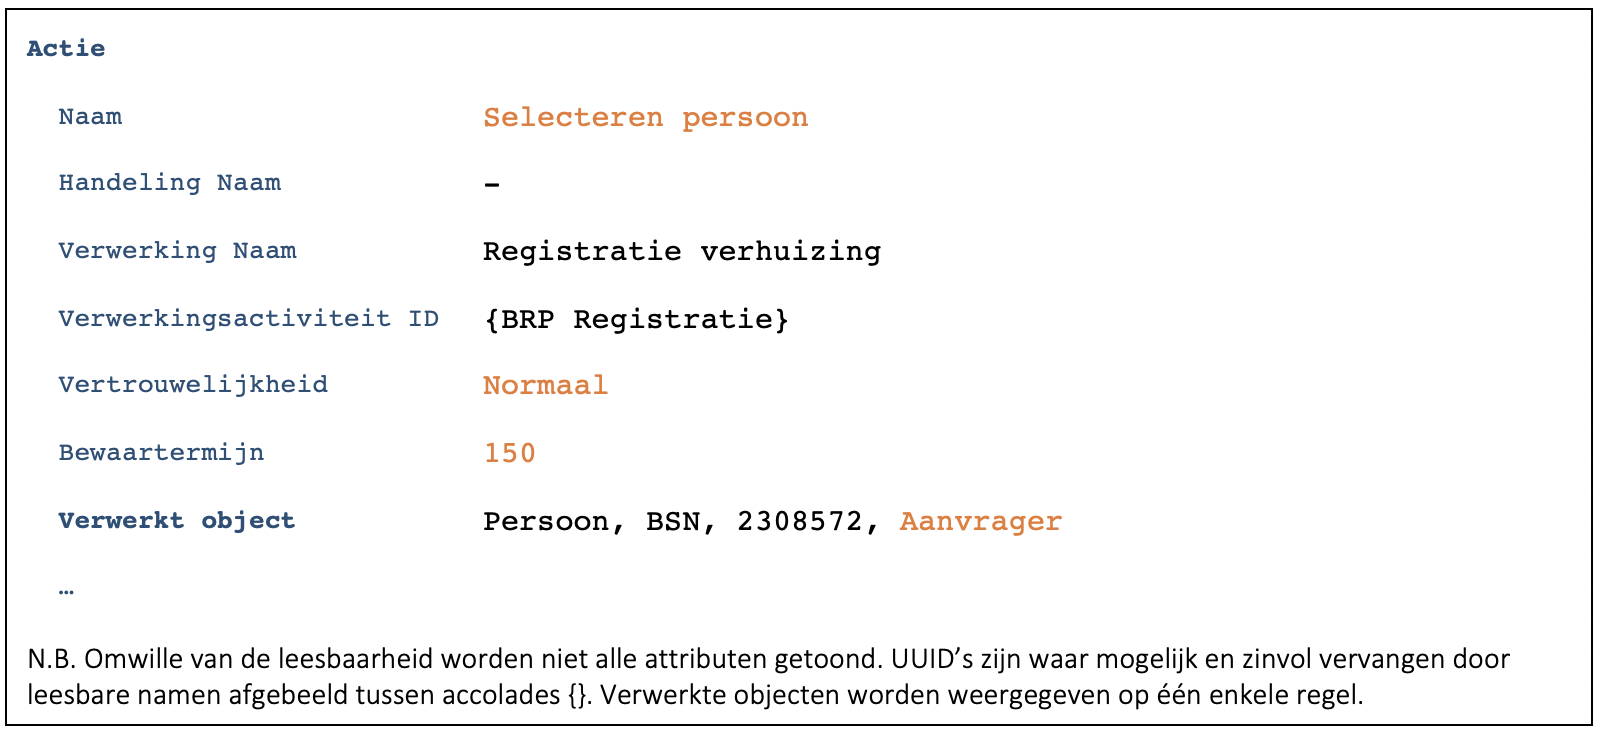 Actie
Naam Selecteren persoon
Handeling Naam –
Verwerking Naam Registratie verhuizing
Verwerkingsactiviteit ID {BRP Registratie}
Vertrouwelijkheid Normaal
Bewaartermijn 150
Verwerkt object Persoon, BSN, 2308572, Aanvrager
…
N.B. Omwille van de leesbaarheid worden niet alle attributen getoond. UUID’s zijn waar mogelijk en zinvol vervangen door
leesbare namen afgebeeld tussen accolades {}. Verwerkte objecten worden weergegeven op één enkele regel.